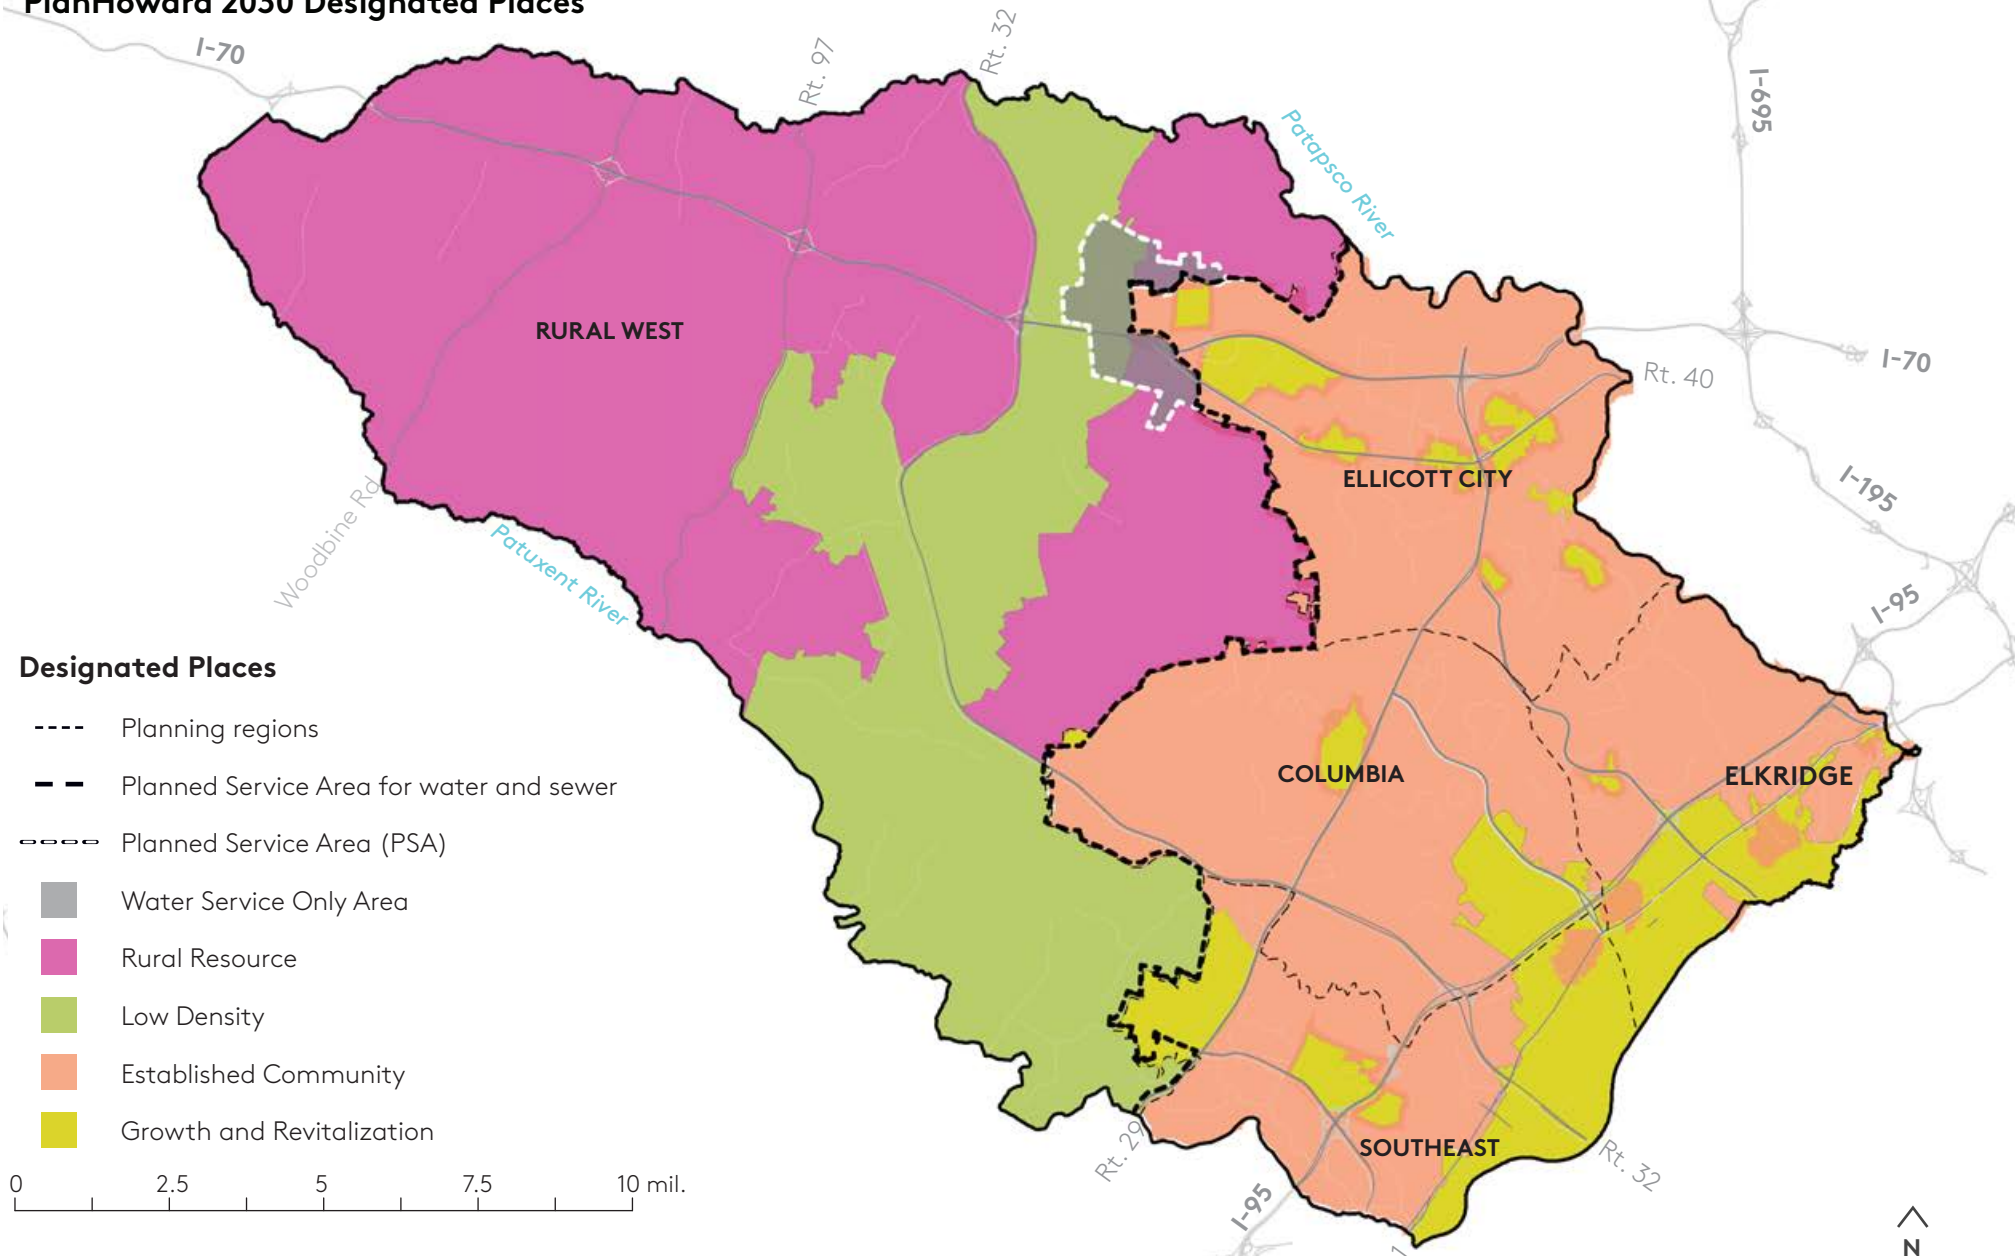 PlanHoward 2030 Designated Places
I-70
Rt. 97
Rt. 32
I-695
Patapsco River
RURAL WEST
I-70
Rt. 40
ELLICOTT CITY
I-195
Woodbine Rd
Patuxent River
I-95
Designated Places
Planning regions
Planned Service Area for water and sewer
Planned Service Area (PSA)
Water Service Only Area
Rural Resource
Low Density
Established Community
Growth and Revitalization
COLUMBIA
ELKRIDGE
SOUTHEAST
Rt. 29
Rt. 32
I-95
1
0 2.5 5 7.5 10 mil.
N